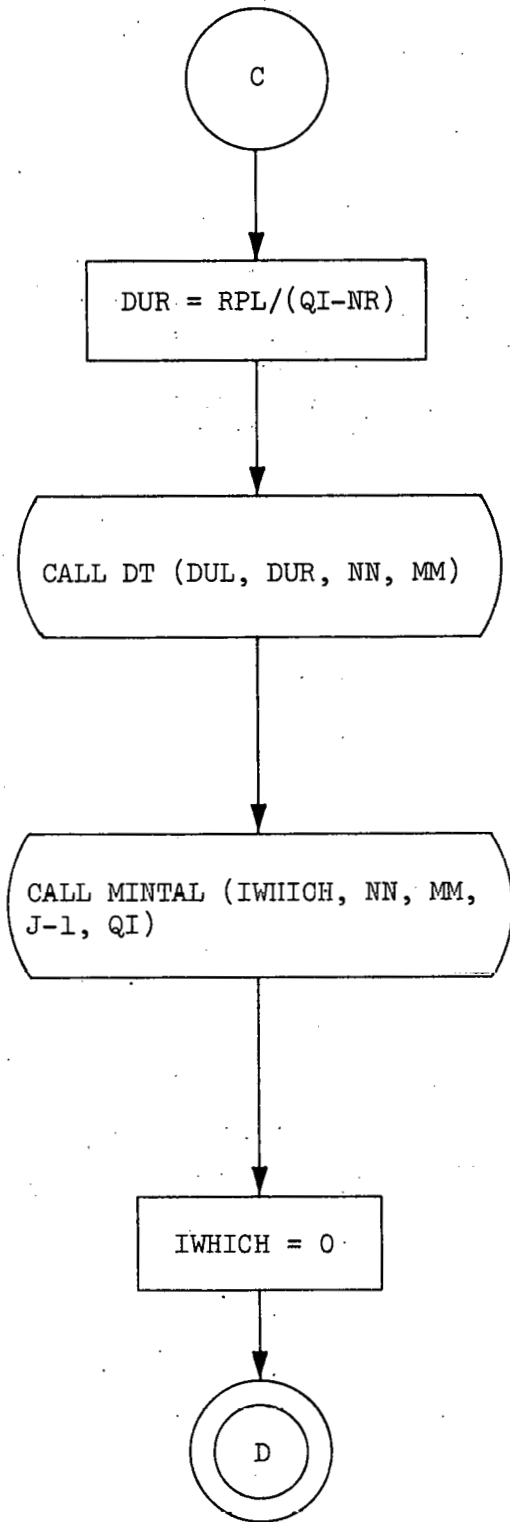 C
DUR = RPL/(QI-NR)
CALL DT (DUL, DUR, NN, MM)
CALL MINTAL (IWHICH, NN, MM,
J-1, QI)
IWHICH = 0
D